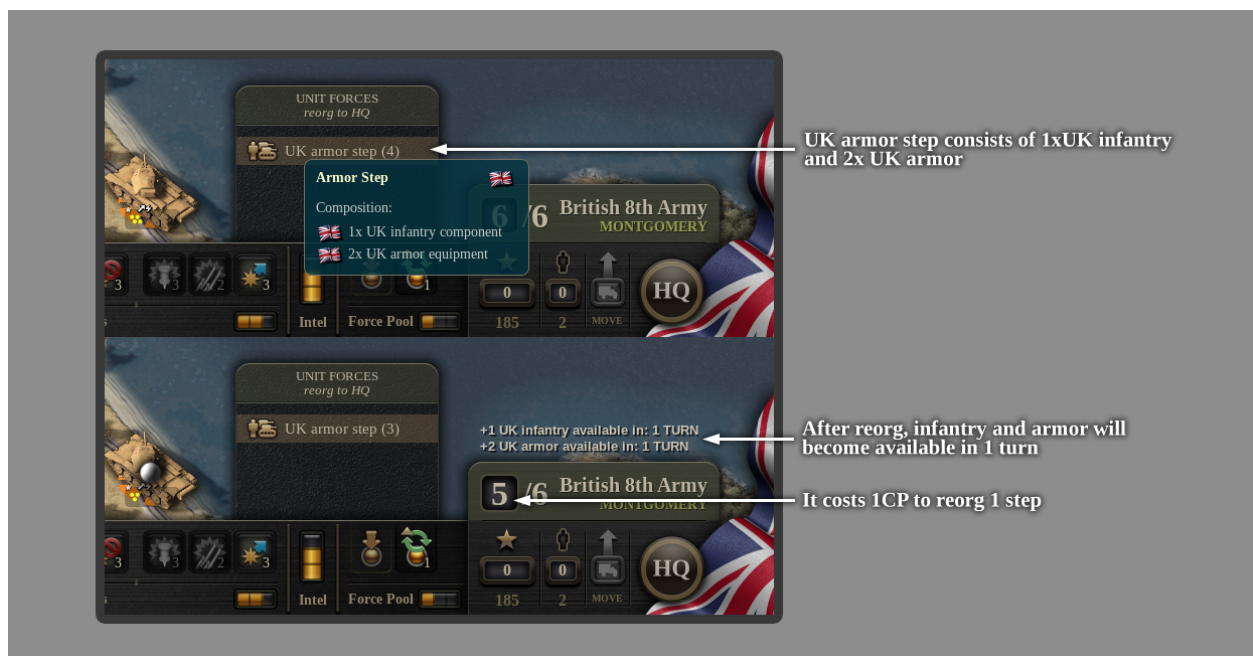 UNIT FORCES
reorg to HQ
UK armor step (4)
UK armor step consists of 1xUK infantry
and 2x UK armor
Armor Step
Composition:
1x UK infantry component
2x UK armor equipment
6/6
British 8th Army
MONTGOMERY
3
3
2
3
1
0
0
HQ
Intel
Force Pool
185
2
MOVE
UNIT FORCES
reorg to HQ
UK armor step (3)
+1 UK infantry available in: 1 TURN
+2 UK armor available in: 1 TURN
After reorg, infantry and armor will
become available in 1 turn
5/6
British 8th Army
MONTGOMERY
It costs 1CP to reorg 1 step
3
3
2
3
1
0
0
HQ
Intel
Force Pool
185
2
MOVE